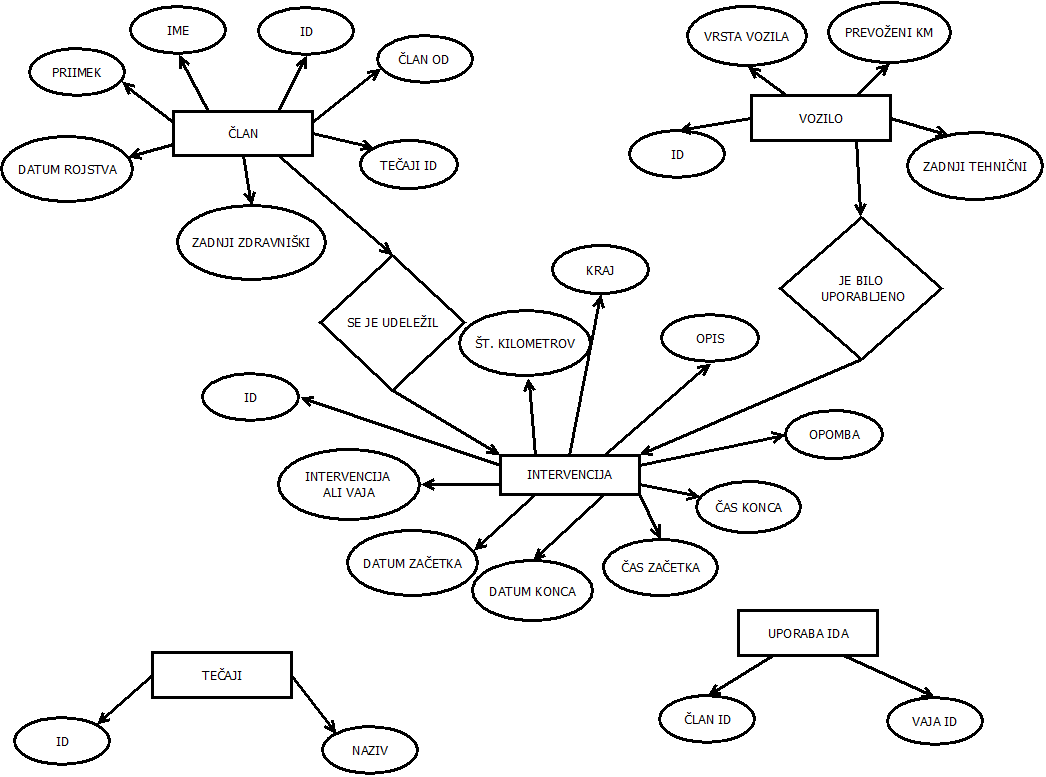 IME
ID
ČLAN OD
PRIIMEK
ČLAN
DATUM ROJSTVA
TEČAJI ID
ZADNJI ZDRAVNIŠKI
VRSTA VOZILA
PREVOŽENI KM
VOZILO
ID
ZADNJI TEHNIČNI
JE BILO
UPORABLJENO
SE JE UDELEŽIL
KRAJ
ŠT. KILOMETROV
OPIS
ID
OPOMBA
INTERVENCIJA
ALI VAJA
INTERVENCIJA
ČAS KONCA
DATUM ZAČETKA
DATUM KONCA
ČAS ZAČETKA
TEČAJI
ID
NAZIV
UPORABA IDA
ČLAN ID
VAJA ID